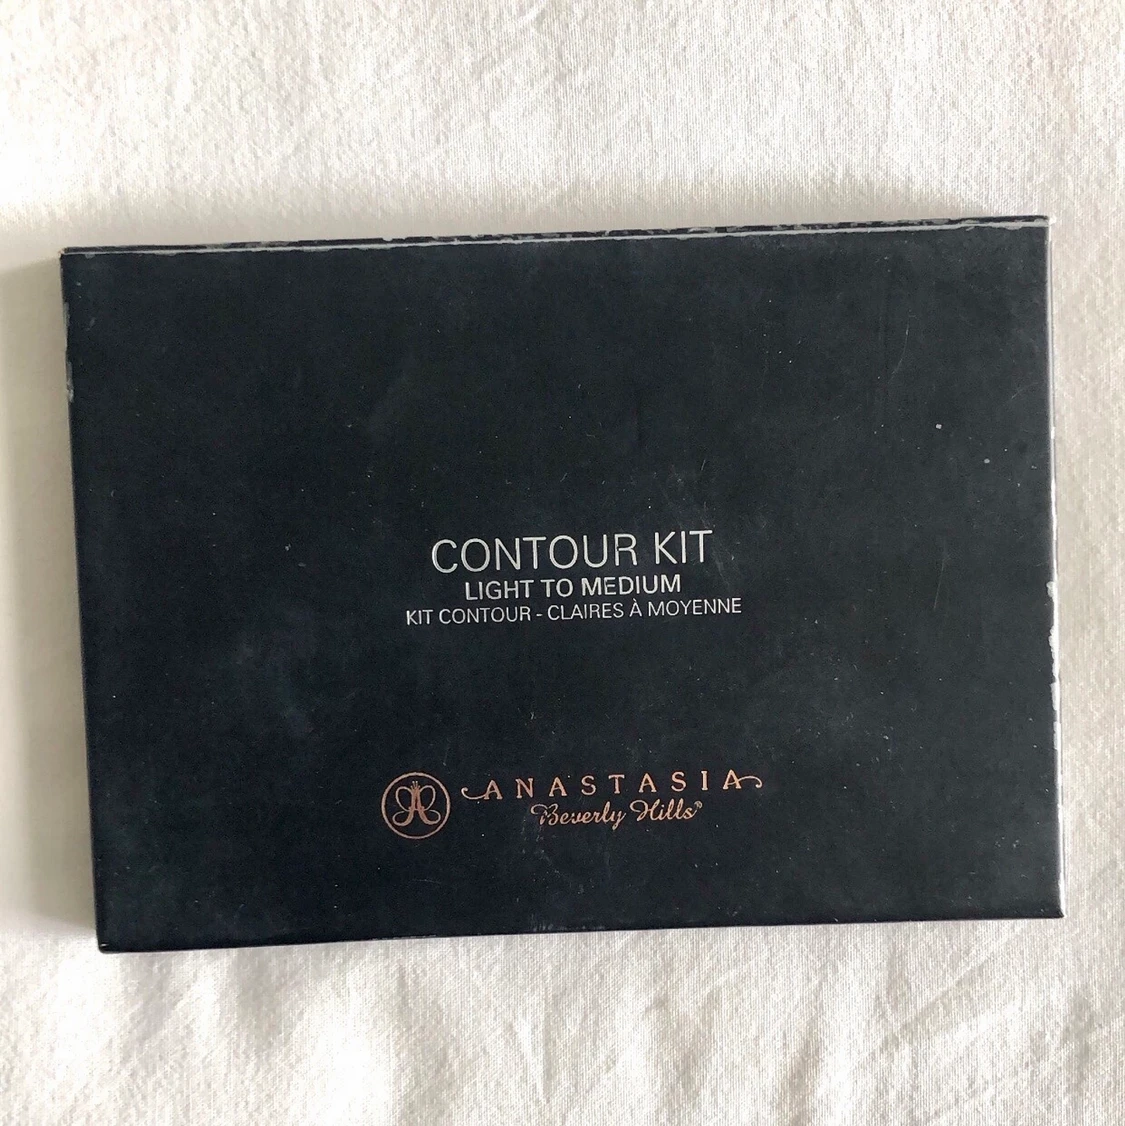 CONTOUR KIT
LIGHT TO MEDIUM
KIT CONTOUR - CLAIRES À MOYENNE
ANASTASIA
Beverly Hills®